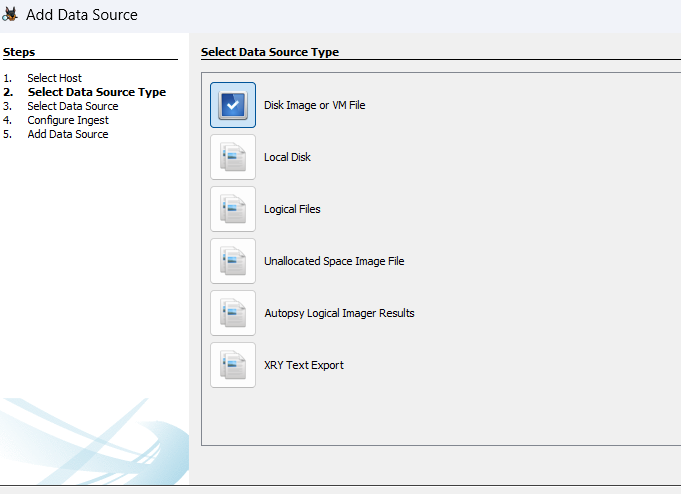 Add Data Source
Steps
1. Select Host
2. Select Data Source Type
3. Select Data Source
4. Configure Ingest
5. Add Data Source
Select Data Source Type
Disk Image or VM File
Local Disk
Logical Files
Unallocated Space Image File
Autopsy Logical Imager Results
XRY Text Export